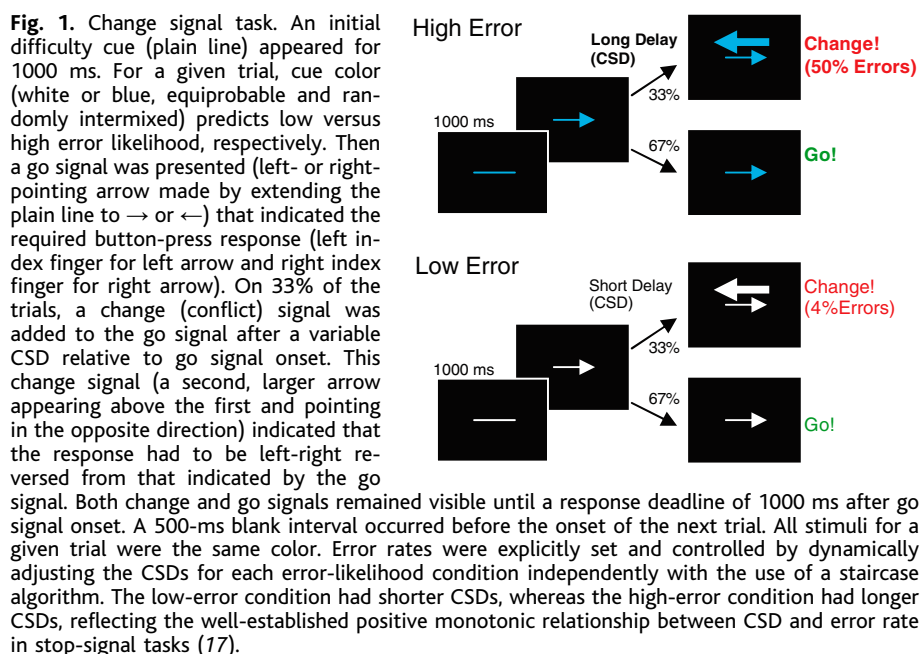 Fig. 1. Change signal task. An initial
difficulty cue (plain line) appeared for
1000 ms. For a given trial, cue color
(white or blue, equiprobable and ran-
domly intermixed) predicts low versus
high error likelihood, respectively. Then
a go signal was presented (left- or right-
pointing arrow made by extending the
plain line to → or ←) that indicated the
required button-press response (left in-
dex finger for left arrow and right index
finger for right arrow). On 33% of the
trials, a change (conflict) signal was
added to the go signal after a variable
CSD relative to go signal onset. This
change signal (a second, larger arrow
appearing above the first and pointing
in the opposite direction) indicated that
the response had to be left-right re-
versed from that indicated by the go
signal. Both change and go signals remained visible until a response deadline of 1000 ms after go
signal onset. A 500-ms blank interval occurred before the onset of the next trial. All stimuli for a
given trial were the same color. Error rates were explicitly set and controlled by dynamically
adjusting the CSDs for each error-likelihood condition independently with the use of a staircase
algorithm. The low-error condition had shorter CSDs, whereas the high-error condition had longer
CSDs, reflecting the well-established positive monotonic relationship between CSD and error rate
in stop-signal tasks (17).
High Error
Long Delay
(CSD)
Change!
(50% Errors)
33%
1000 ms
67%
Go!
Low Error
Short Delay
(CSD)
Change!
(4%Errors)
33%
1000 ms
67%
Go!